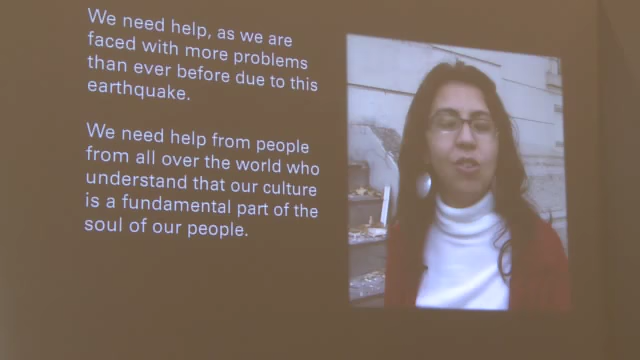 We need help, as we are
faced with more problems
than ever before due to this
earthquake.
We need help from people
from all over the world who
understand that our culture
is a fundamental part of the
soul of our people.